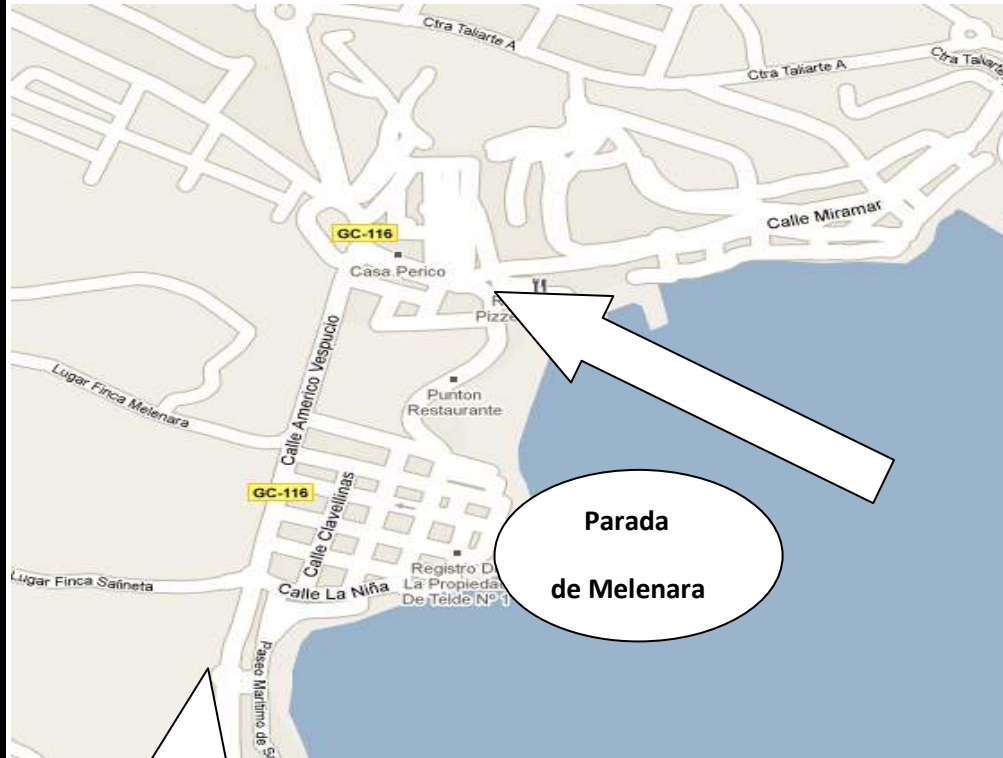 Ctra Taliarte A
Ctra Taliarte A
Ctra Taliarte
Calle Miramar
GC-116
Casa Perico
Pizze
Lugar Finca Melenara
Calle Americo Vespucio
Punton
Restaurante
GC-116
Calle Clavellinas
Parada
de Melenara
Registro D
La Propieda
De Telde Nº 1
Lugar Finca Salineta
Calle La Niña
Paseo Maritimo de S